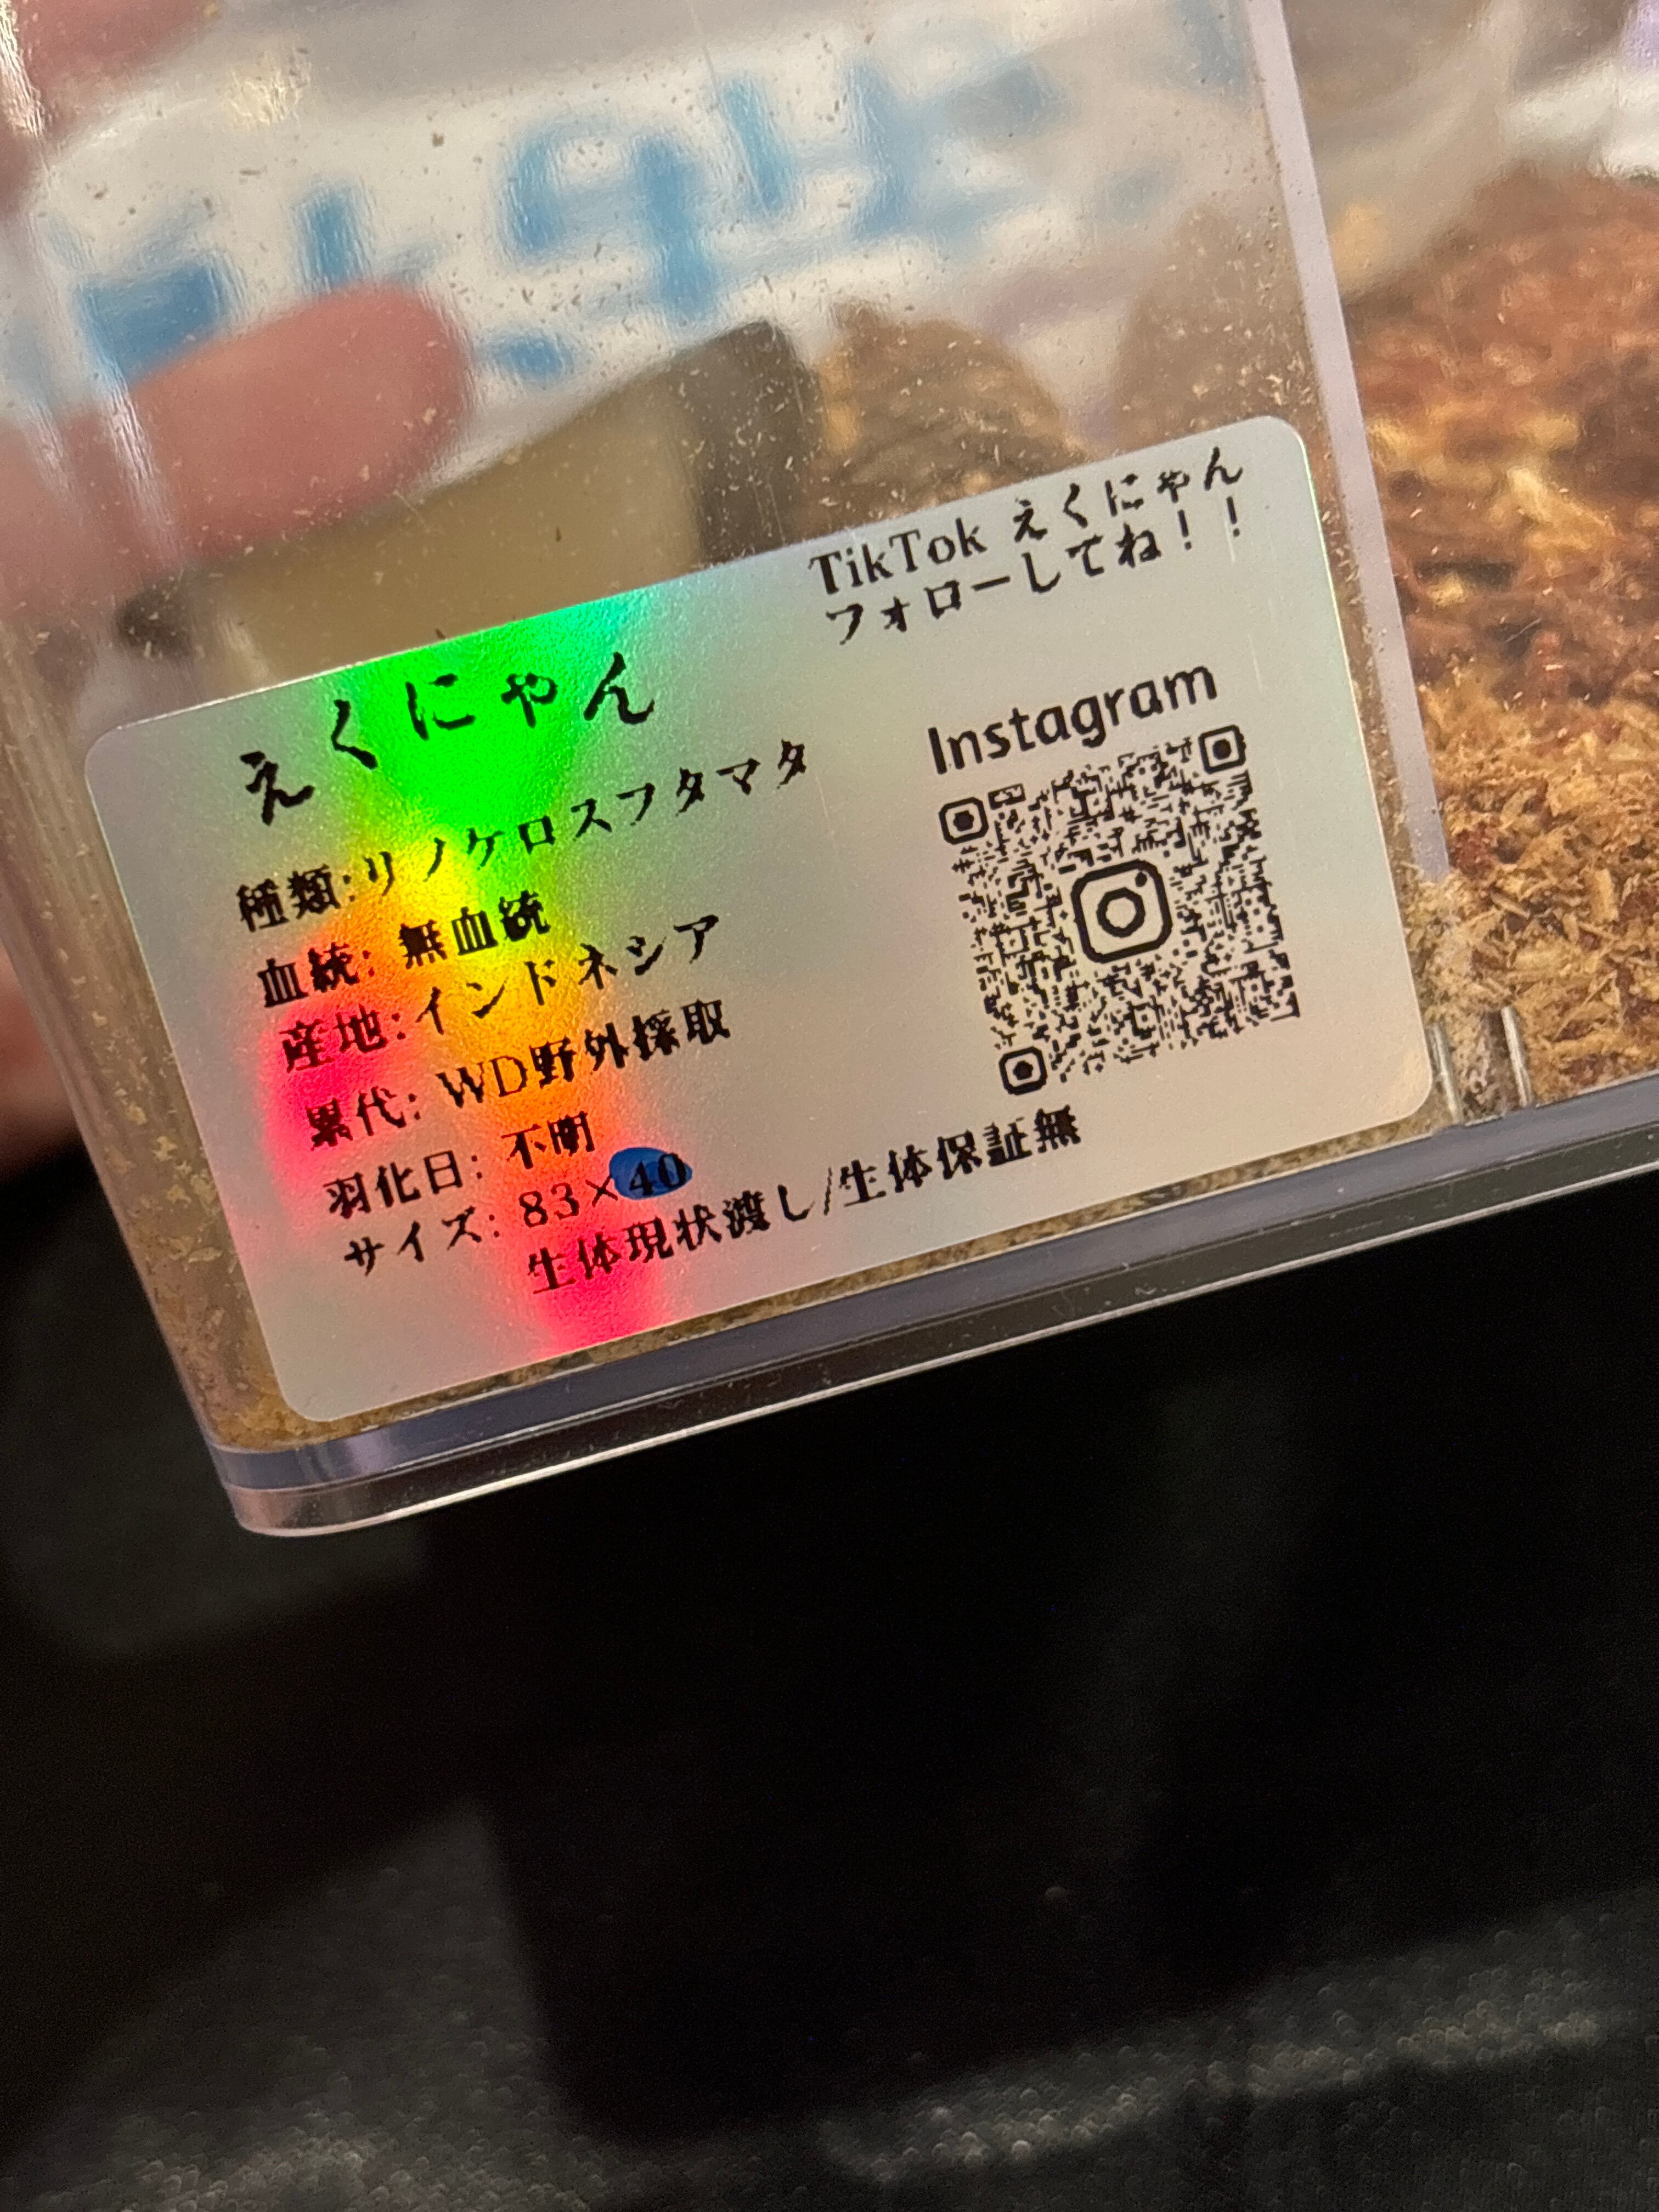 TikTok えくにゃん
フォローしてね！！
えくにゃん
Instagram
種類:リノケロスフタマタ
血統: 無血統
産地:インドネシア
累代: WD野外採取
羽化日: 不明
サイズ: 83×40
生体現状渡し/生体保証無